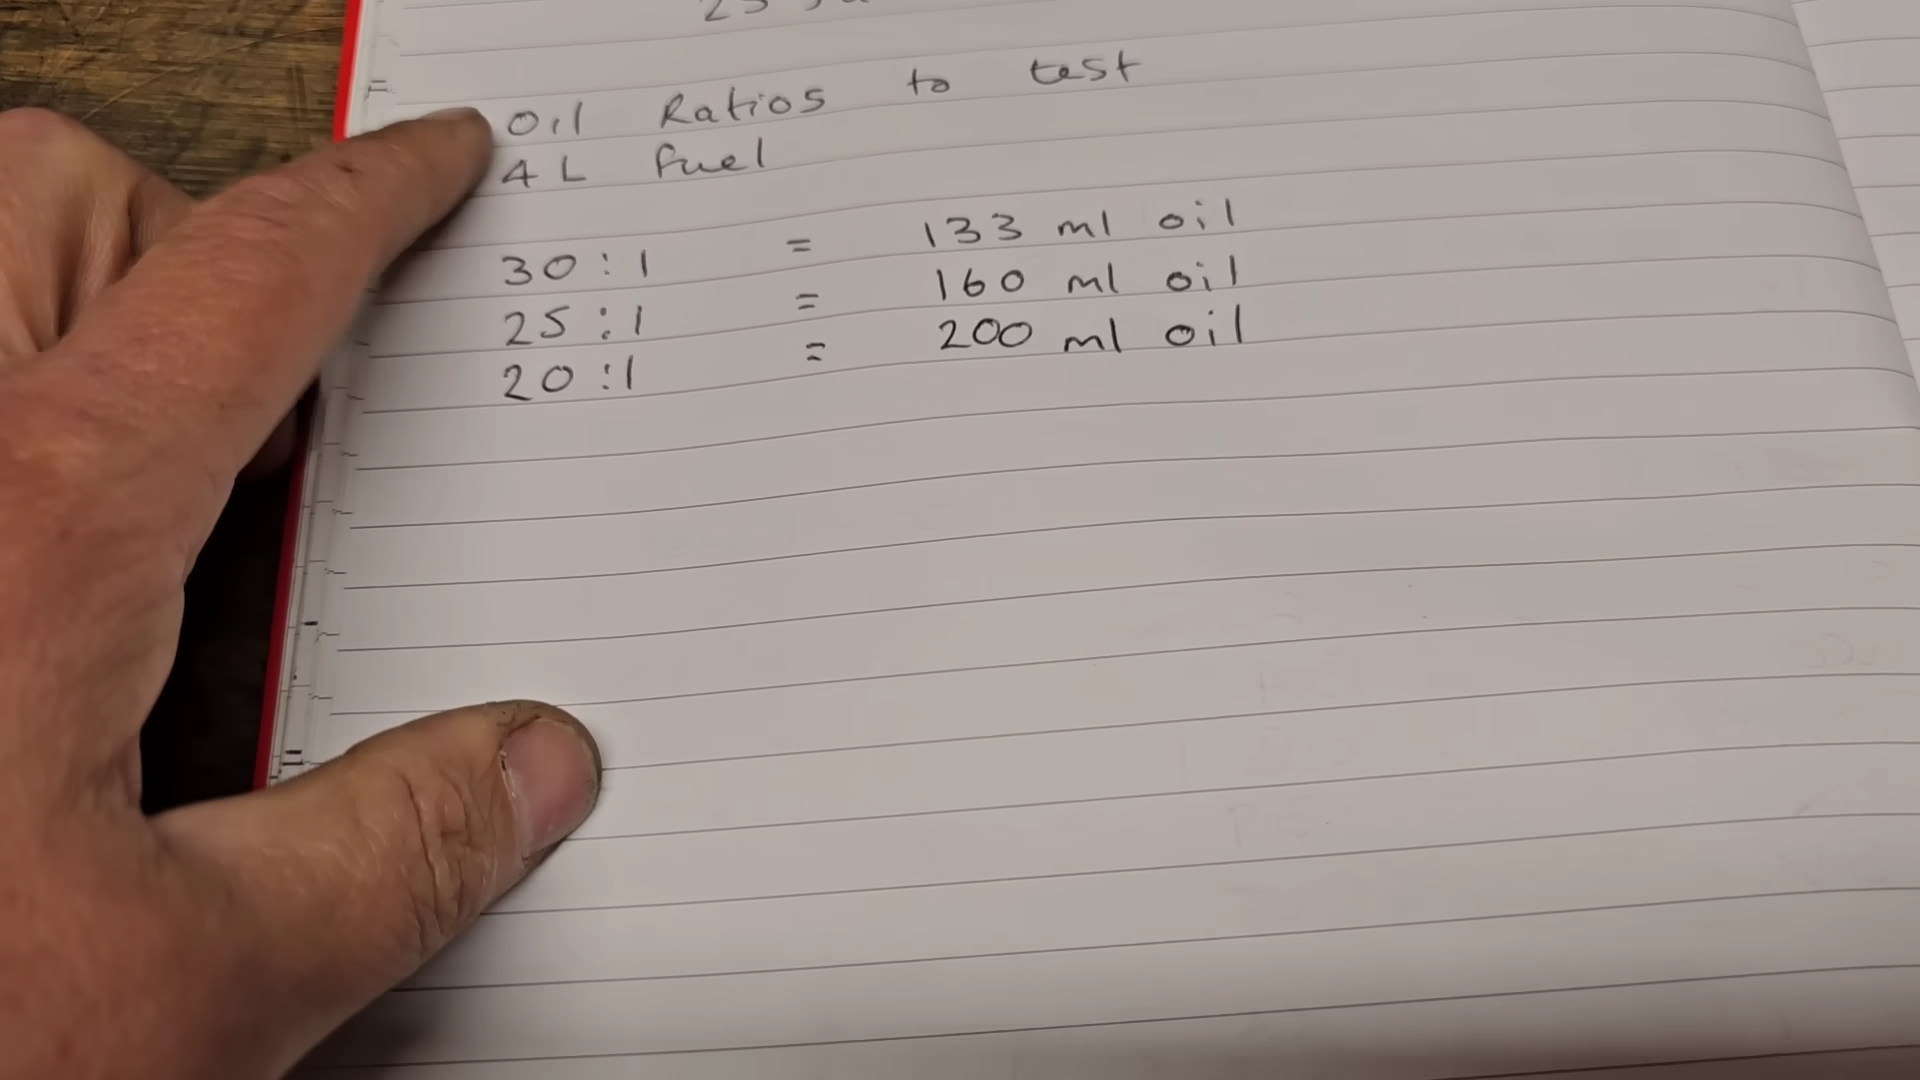 Oil Ratios to test
4L fuel
30:1 = 133 ml oil
25:1 = 160 ml oil
20:1 = 200 ml oil